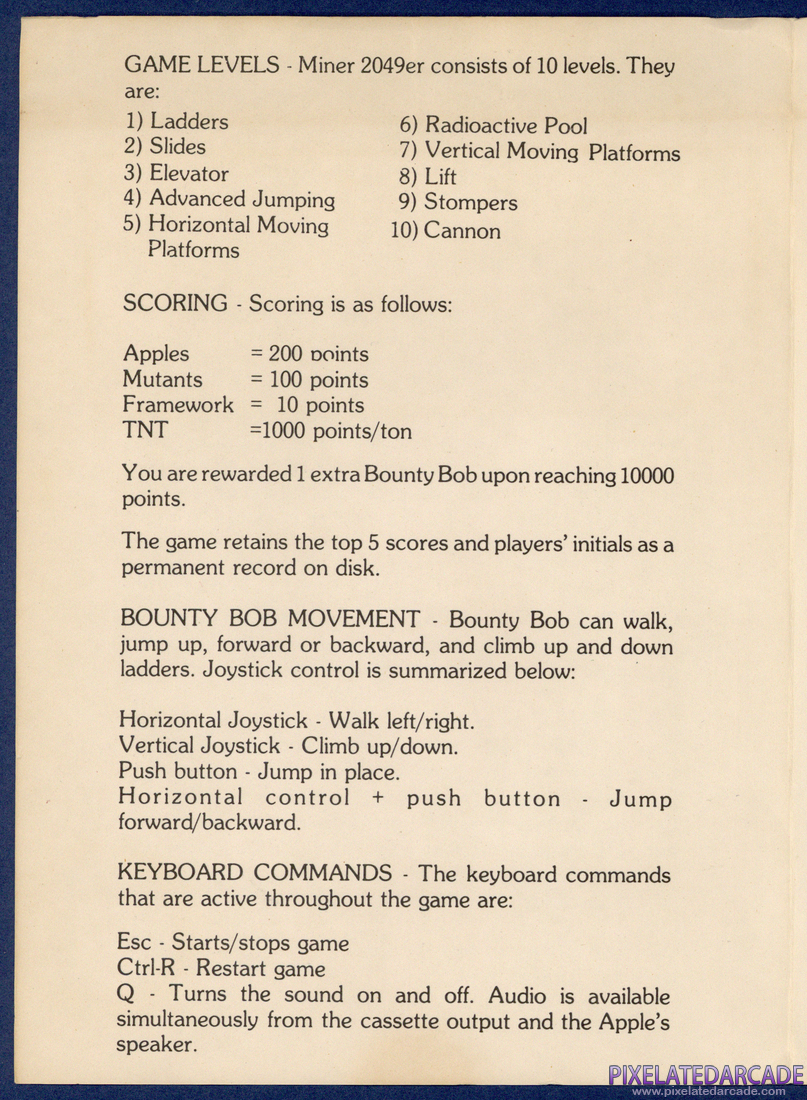 GAME LEVELS - Miner 2049er consists of 10 levels. They
are:
1) Ladders
2) Slides
3) Elevator
4) Advanced Jumping
5) Horizontal Moving
Platforms
6) Radioactive Pool
7) Vertical Moving Platforms
8) Lift
9) Stompers
10) Cannon
SCORING - Scoring is as follows:
Apples = 200 points
Mutants = 100 points
Framework = 10 points
TNT =1000 points/ton
You are rewarded 1 extra Bounty Bob upon reaching 10000
points.
The game retains the top 5 scores and players' initials as a
permanent record on disk.
BOUNTY BOB MOVEMENT - Bounty Bob can walk,
jump up, forward or backward, and climb up and down
ladders. Joystick control is summarized below:
Horizontal Joystick - Walk left/right.
Vertical Joystick - Climb up/down.
Push button - Jump in place.
Horizontal control + push button - Jump
forward/backward.
KEYBOARD COMMANDS - The keyboard commands
that are active throughout the game are:
Esc - Starts/stops game
Ctrl-R - Restart game
Q - Turns the sound on and off. Audio is available
simultaneously from the cassette output and the Apple's
speaker.
PIXELATEDARCADE
www.pixelatedarcade.com